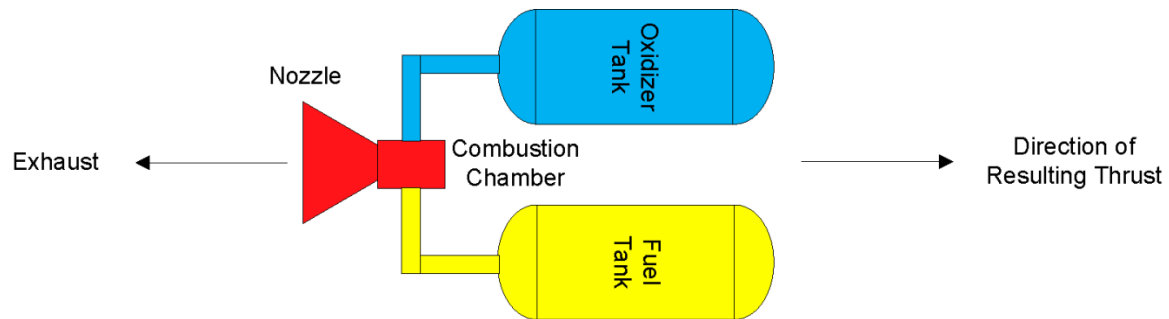 Oxidizer
Tank
Nozzle
Combustion
Chamber
Exhaust
Direction of
Resulting Thrust
Fuel
Tank